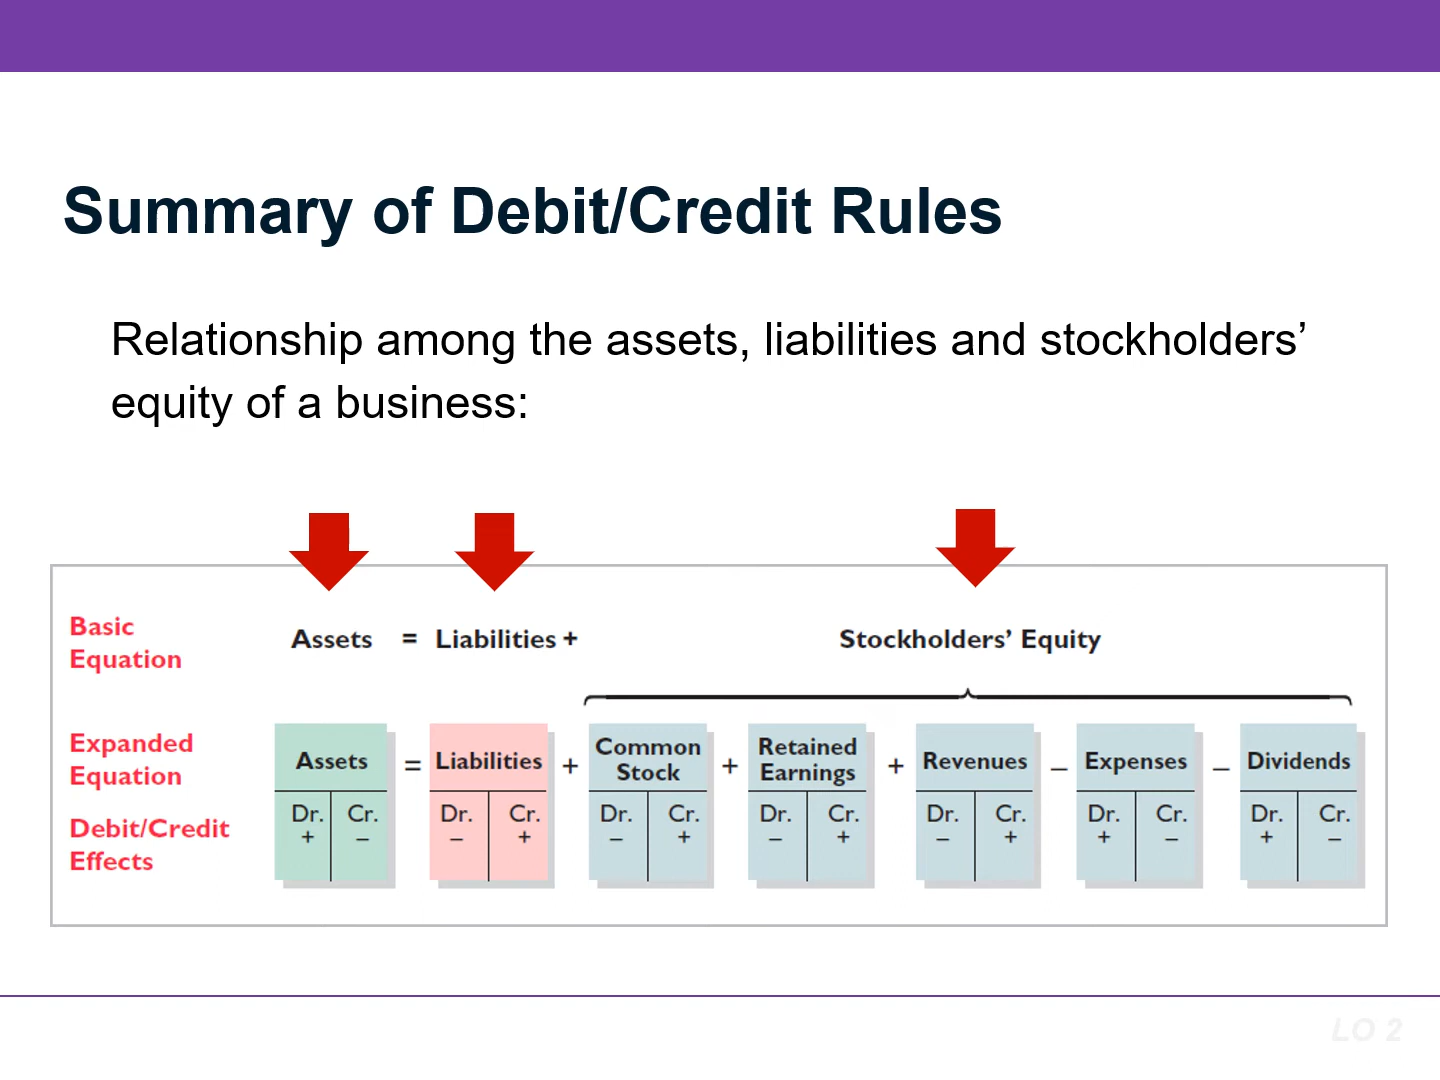 Summary of Debit/Credit Rules
Relationship among the assets, liabilities and stockholders’
equity of a business:
Basic
Equation
Assets = Liabilities + Stockholders’ Equity
Expanded
Equation
Assets = Liabilities + Common Stock + Retained Earnings + Revenues – Expenses – Dividends
Debit/Credit
Effects
Dr. Cr. Dr. Cr. Dr. Cr. Dr. Cr. Dr. Cr. Dr. Cr. Dr. Cr.
+ – – + – + – + – + + – + –
LO 2